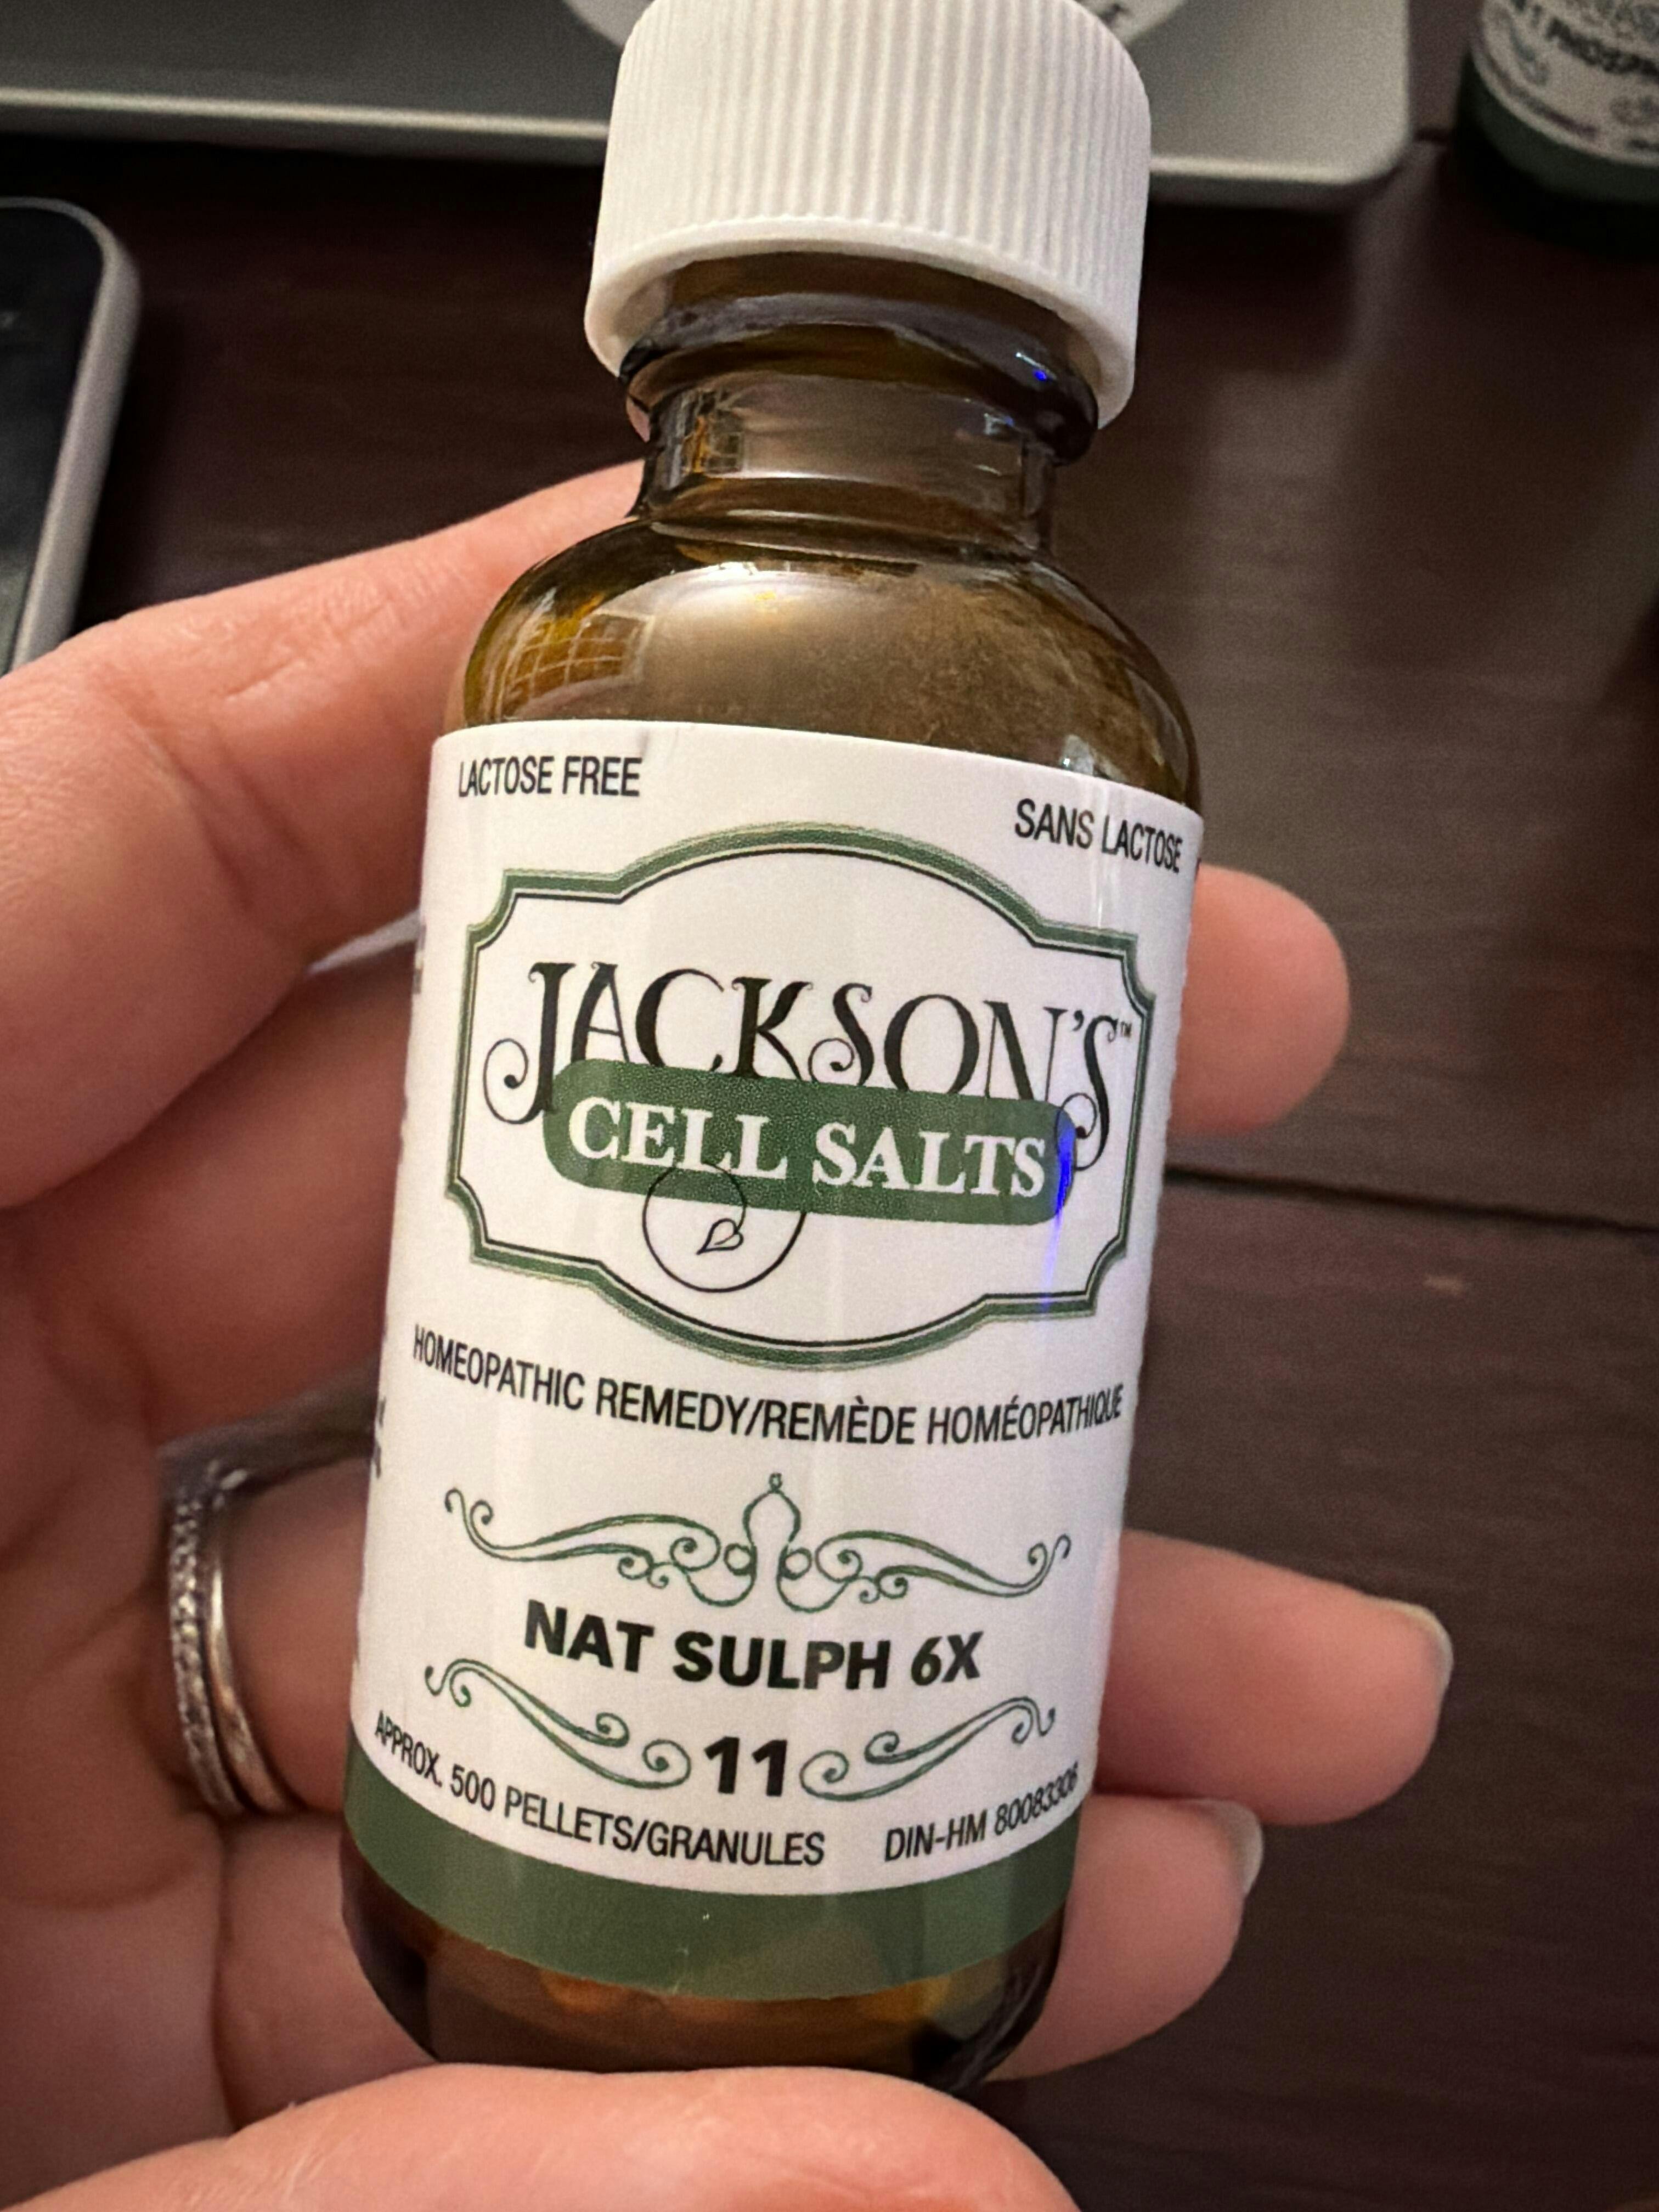 LACTOSE FREE
SANS LACTOSE
JACKSON'S™
CELL SALTS
HOMEOPATHIC REMEDY/REMÈDE HOMÉOPATHIQUE
NAT SULPH 6X
11
APPROX. 500 PELLETS/GRANULES
DIN-HM 80083306